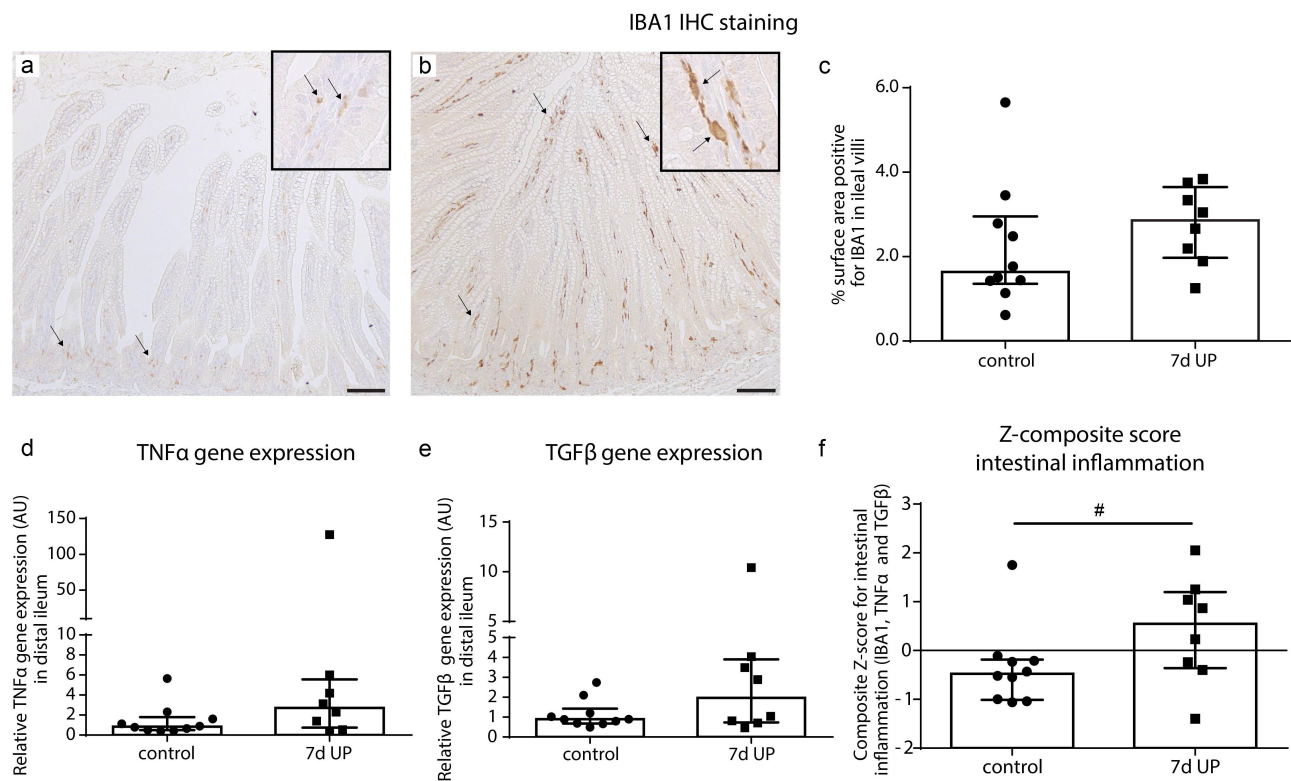 IBA1 IHC staining
a
b
c
% surface area positive
for IBA1 in ileal villi
6.0
4.0
2.0
0.0
control
7d UP
d
TNFα gene expression
Relative TNFα gene expression (AU)
in distal ileum
150
100
50
10
8
6
4
2
0
control
7d UP
e
TGFβ gene expression
Relative TGFβ gene expression (AU)
in distal ileum
15
10
5
5
4
3
2
1
0
control
7d UP
f
Z-composite score
intestinal inflammation
Composite Z-score for intestinal
inflammation (IBA1, TNFα and TGFβ)
3
2
1
0
-1
-2
#
control
7d UP